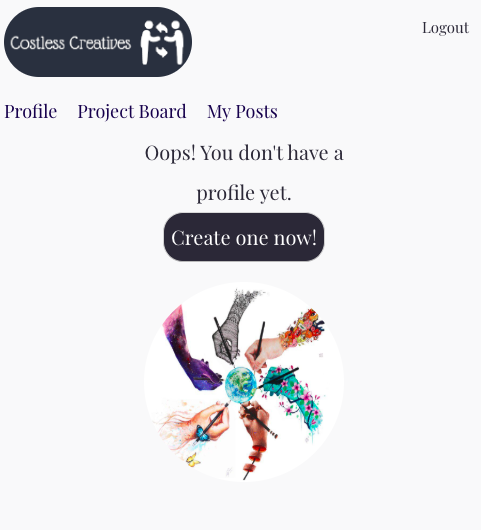 Costless Creatives
Logout
Profile Project Board My Posts
Oops! You don't have a
profile yet.
Create one now!